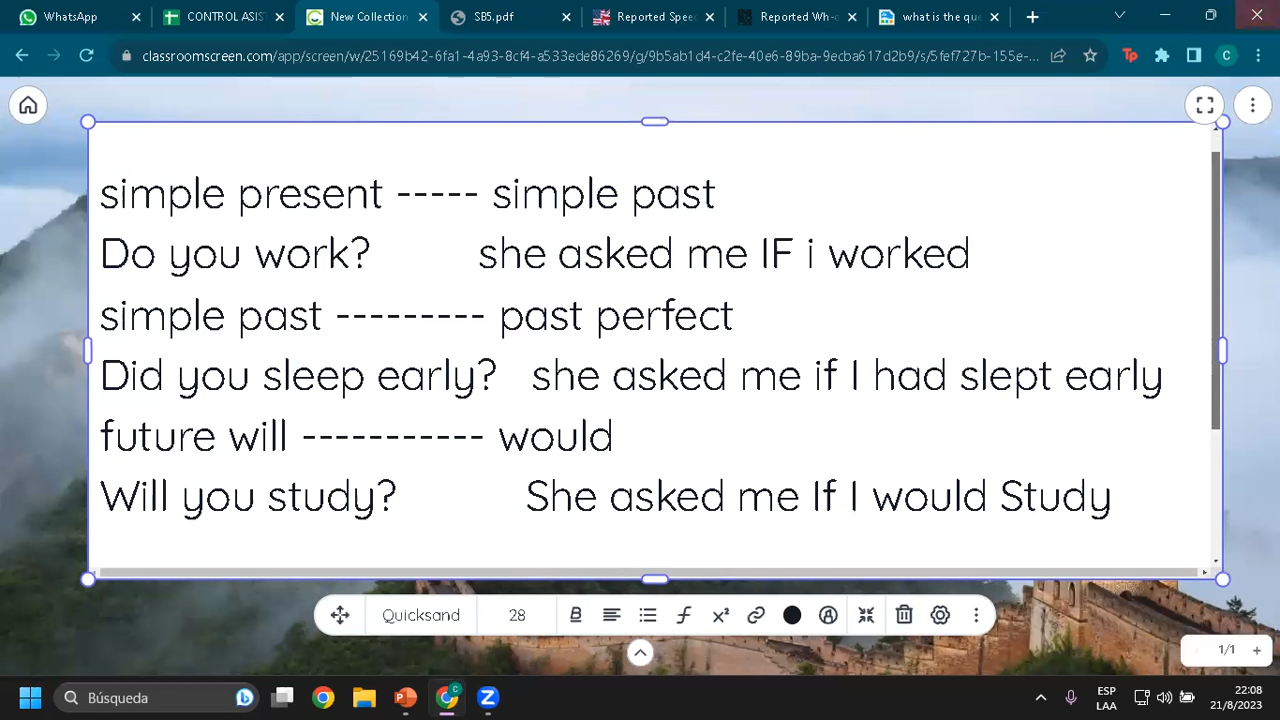 WhatsApp
CONTROL ASIS
New Collection
SB5.pdf
Reported Spee
Reported Wh-
what is the qu
classroomscreen.com/app/screen/w/25169b42-6fa1-4a93-8cf4-a533ede86269/g/9b5ab1d4-c2fe-40e6-89ba-9ecba617d2b9/s/5fef727b-155e-...
simple present ----- simple past
Do you work? she asked me IF i worked
simple past --------- past perfect
Did you sleep early? she asked me if I had slept early
future will ----------- would
Will you study? She asked me If I would Study
Quicksand 28
1/1
Búsqueda
ESP
LAA
22:08
21/8/2023